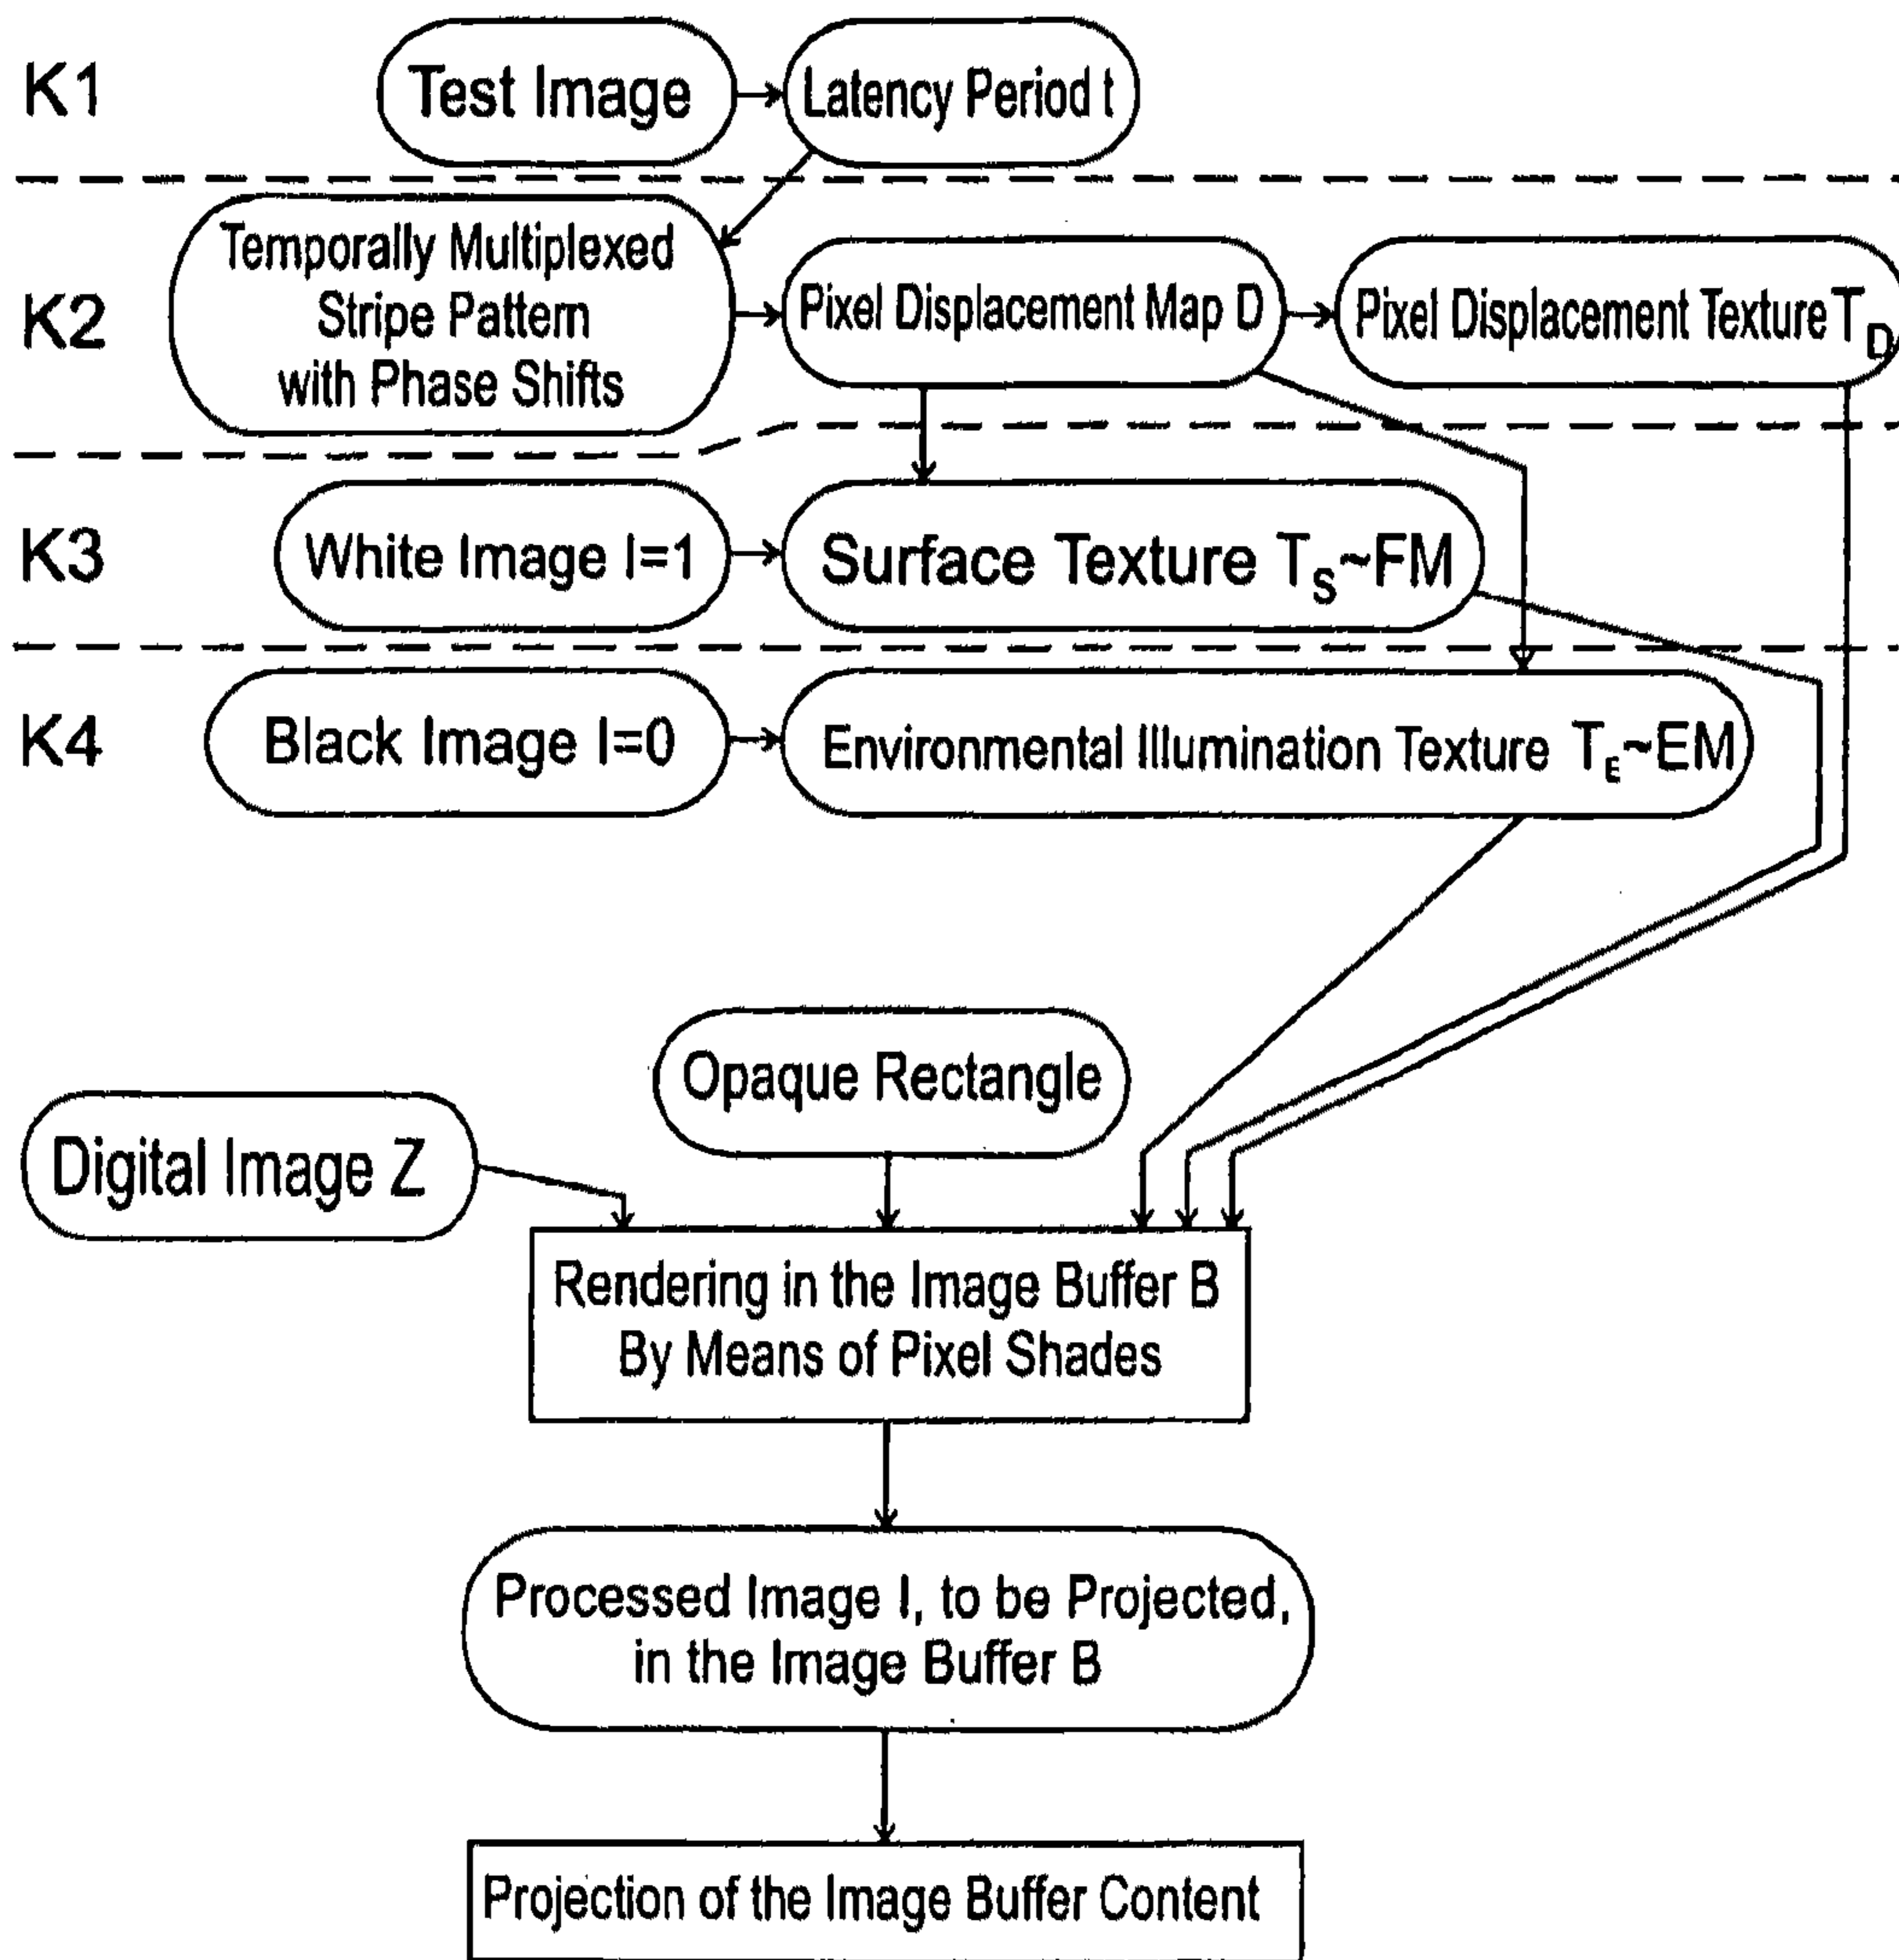 K1
Test Image
Latency Period t
K2
Temporally Multiplexed
Stripe Pattern
with Phase Shifts
Pixel Displacement Map D
Pixel Displacement Texture T_D
K3
White Image I=1
Surface Texture T_S~FM
K4
Black Image I=0
Environmental Illumination Texture T_E~EM
Opaque Rectangle
Digital Image Z
Rendering in the Image Buffer B
By Means of Pixel Shades
Processed Image I, to be Projected,
in the Image Buffer B
Projection of the Image Buffer Content